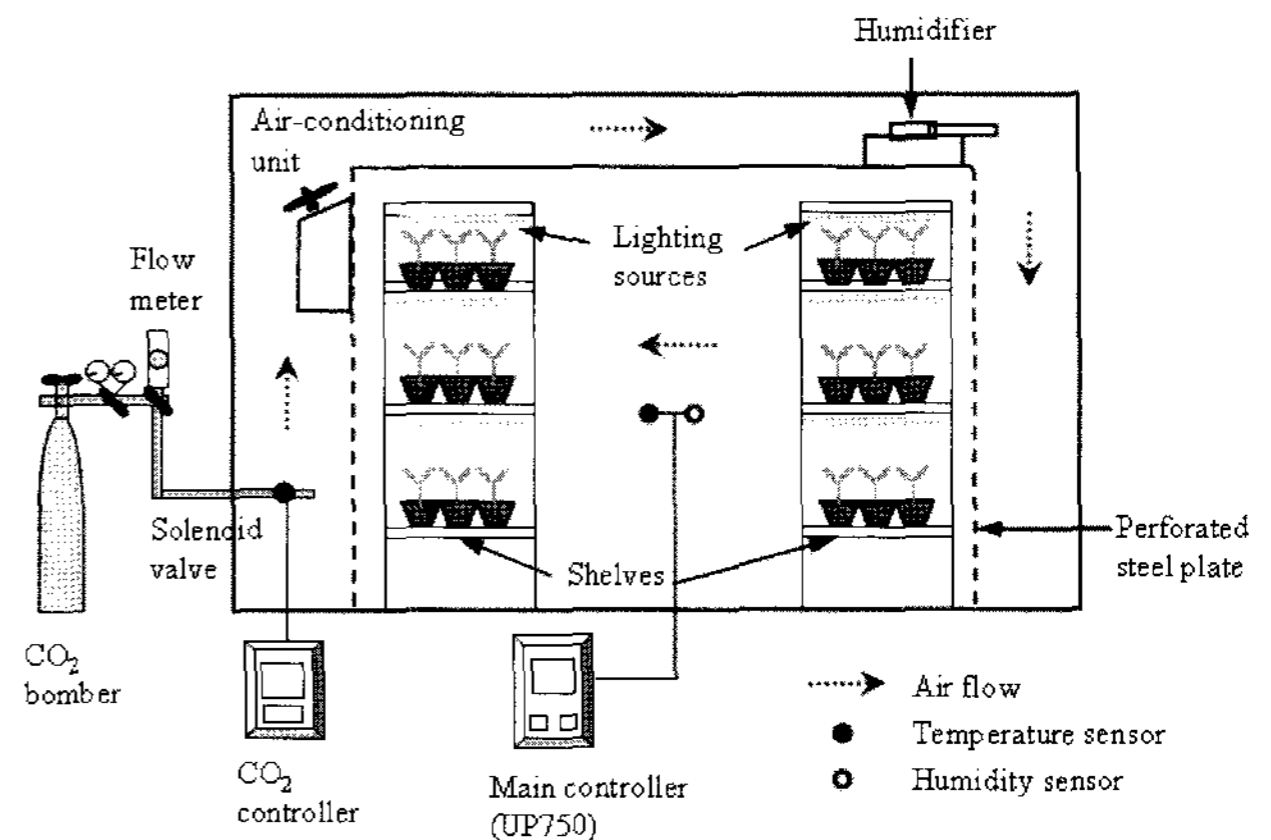 Humidifier
Air-conditioning
unit
Lighting
sources
Flow
meter
Solenoid
valve
Shelves
Perforated
steel plate
CO₂
bomber
CO₂
controller
Main controller
(UP750)
Air flow
Temperature sensor
Humidity sensor